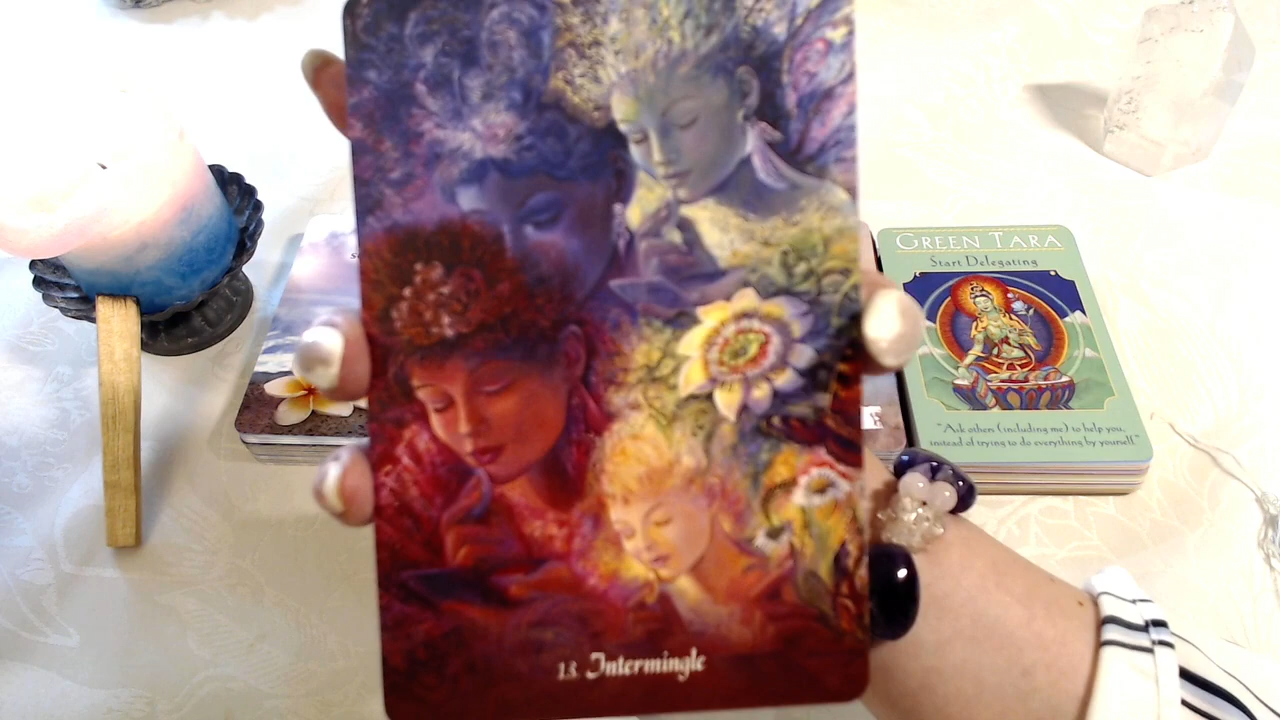 GREEN TARA
Start Delegating
"Ask others (including me) to help you,
instead of trying to do everything by yourself."
13. Intermingle